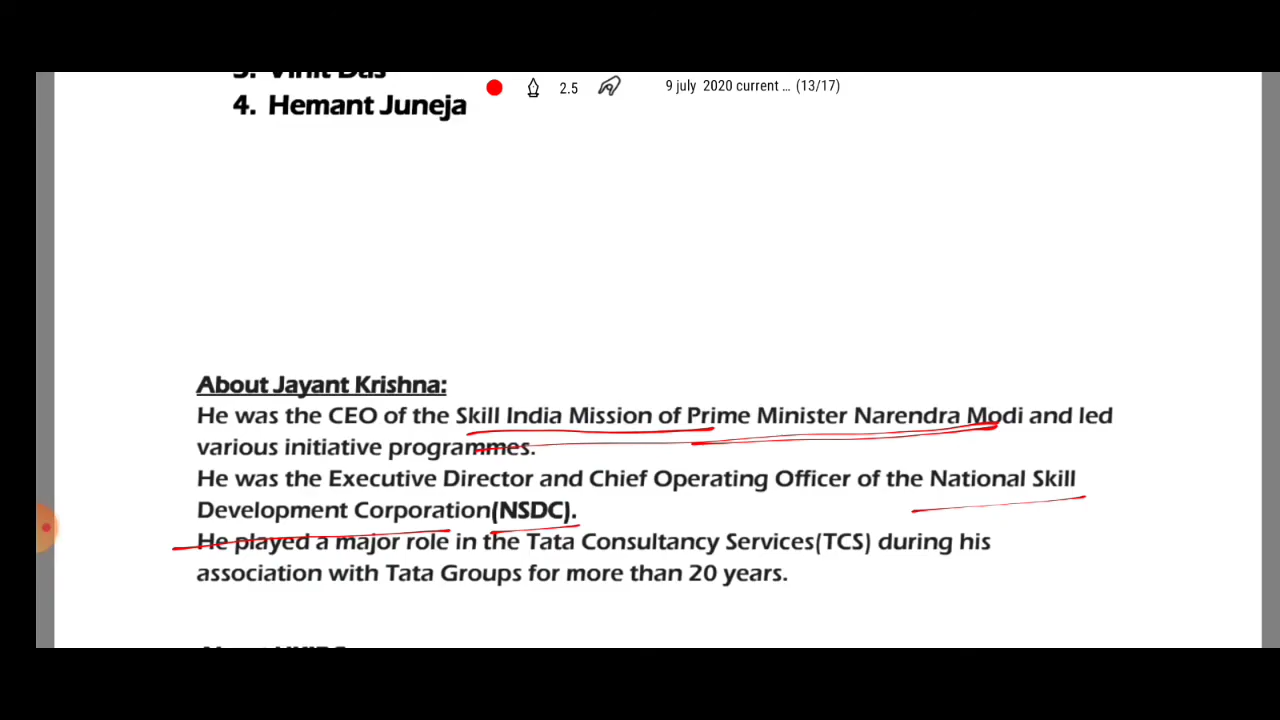 3. Vinit Das
2.5
9 july 2020 current ... (13/17)
4. Hemant Juneja
About Jayant Krishna:
He was the CEO of the Skill India Mission of Prime Minister Narendra Modi and led
various initiative programmes.
He was the Executive Director and Chief Operating Officer of the National Skill
Development Corporation(NSDC).
He played a major role in the Tata Consultancy Services(TCS) during his
association with Tata Groups for more than 20 years.